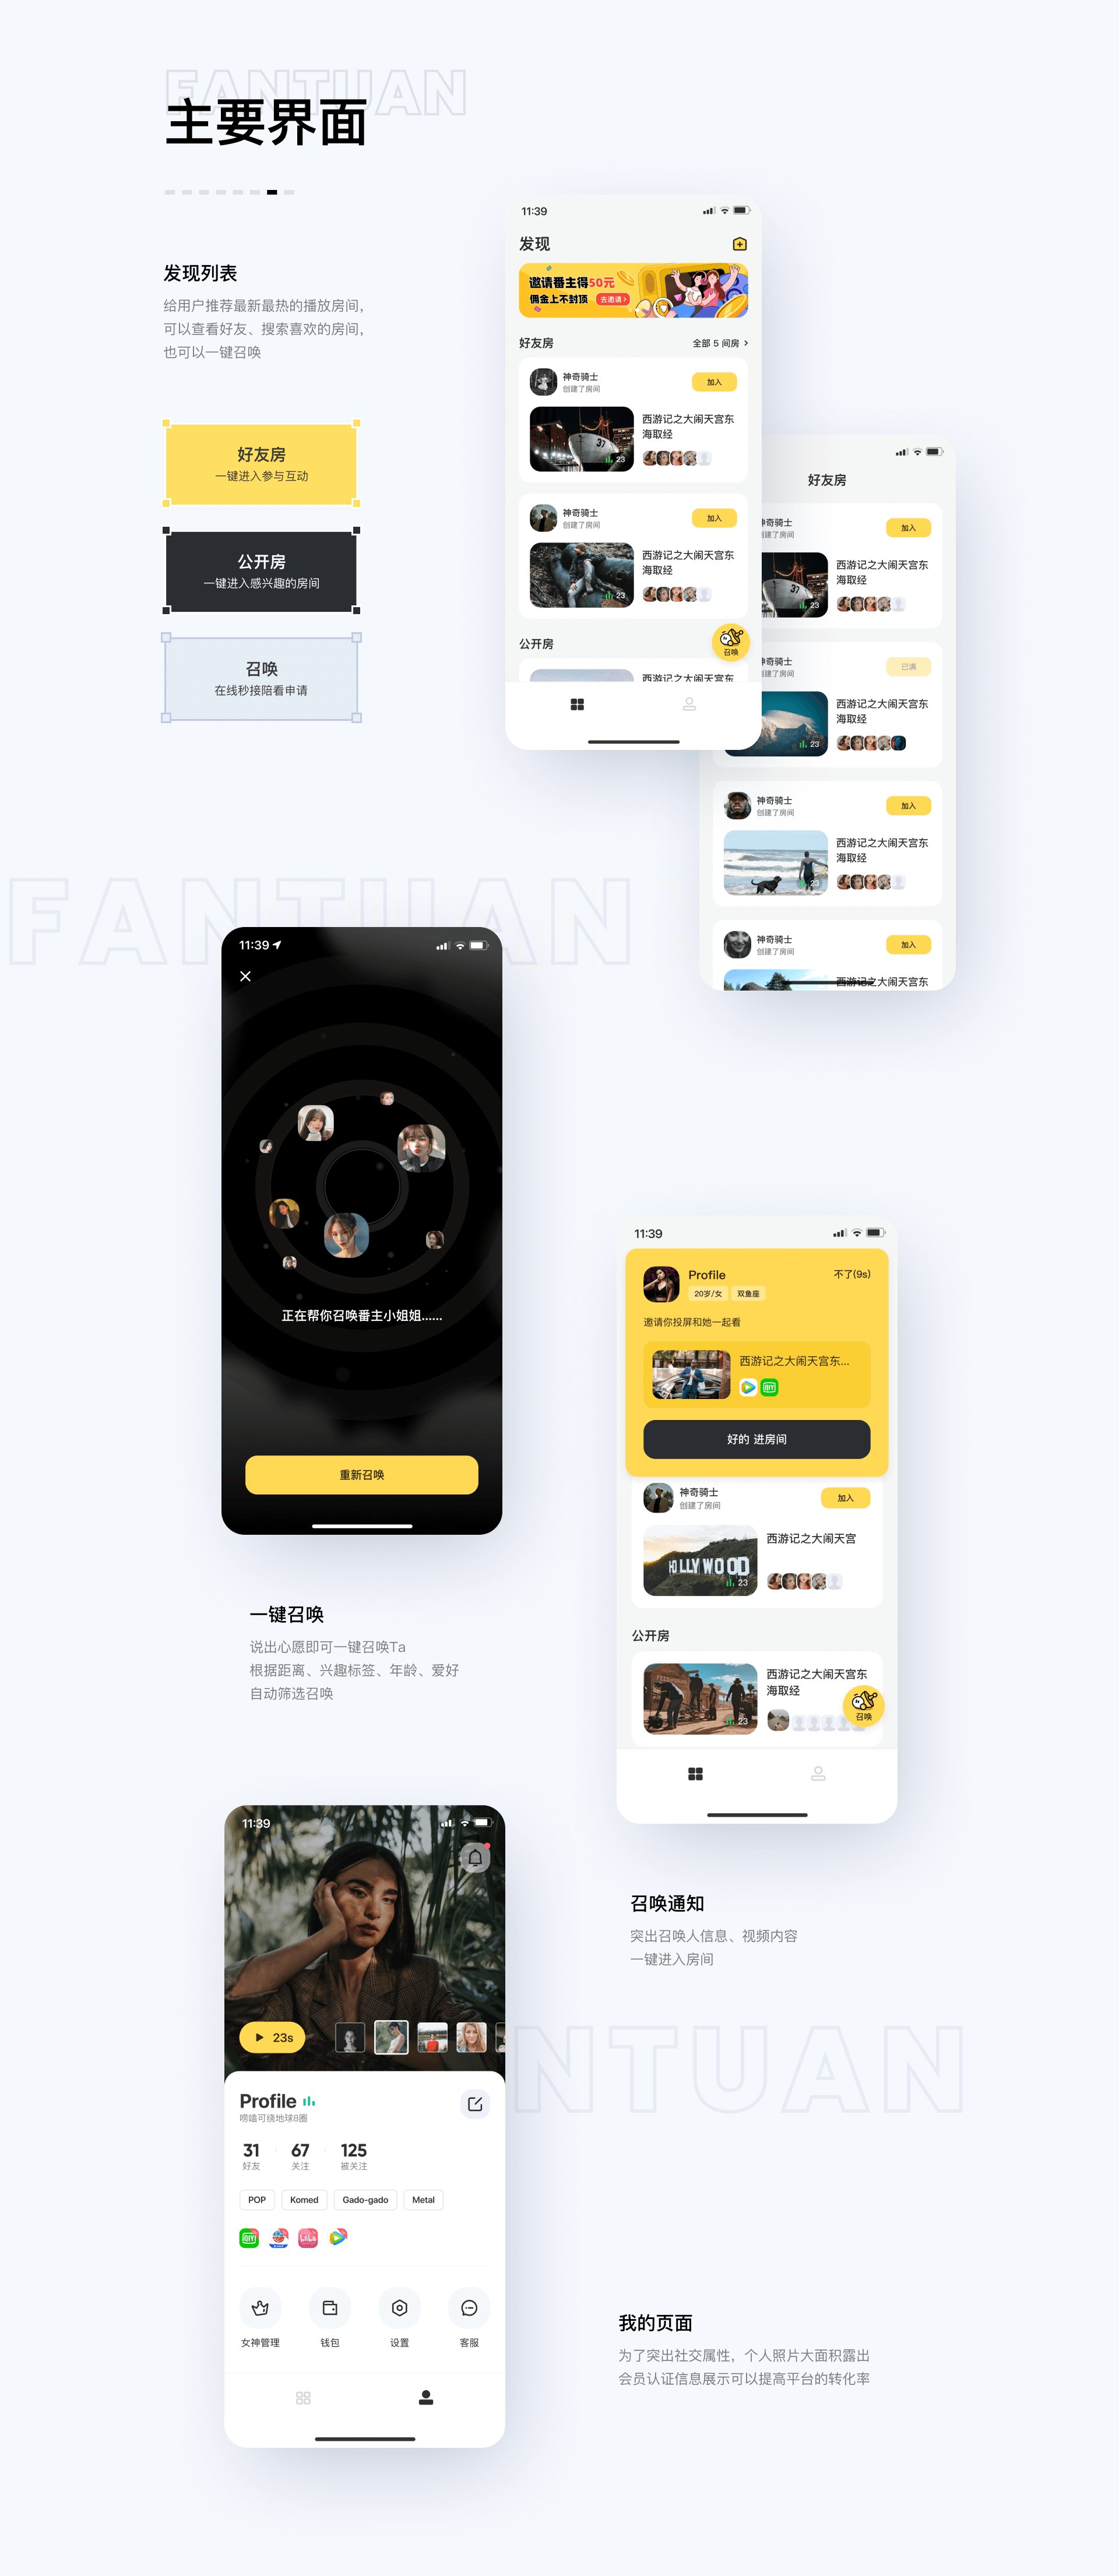 FANTUAN
主要界面
发现列表
给用户推荐最新最热的播放房间，
可以查看好友、搜索喜欢的房间，
也可以一键召唤
好友房
一键进入参与互动
公开房
一键进入感兴趣的房间
召唤
在线秒接陪看申请
11:39
发现
邀请番主得50元
佣金上不封顶
去邀请
好友房
全部 5 间房
神奇骑士
创建了房间
加入
西游记之大闹天宫东
海取经
37
23
神奇骑士
创建了房间
加入
西游记之大闹天宫东
海取经
23
公开房
西游记之大闹天宫东
召唤
好友房
神奇骑士
创建了房间
加入
西游记之大闹天宫东
海取经
37
23
神奇骑士
创建了房间
已满
西游记之大闹天宫东
海取经
23
神奇骑士
创建了房间
加入
西游记之大闹天宫东
海取经
23
神奇骑士
创建了房间
加入
西游记之大闹天宫东
FANTUAN
11:39
正在帮你召唤番主小姐姐......
重新召唤
一键召唤
说出心愿即可一键召唤Ta
根据距离、兴趣标签、年龄、爱好
自动筛选召唤
11:39
Profile
不了(9s)
20岁/女
双鱼座
邀请你投屏和她一起看
西游记之大闹天宫东...
QIY
好的 进房间
神奇骑士
创建了房间
加入
西游记之大闹天宫
HOLLYWOOD
23
公开房
西游记之大闹天宫东
海取经
23
召唤
召唤通知
突出召唤人信息、视频内容
一键进入房间
NTUAN
11:39
23s
Profile
唠嗑可绕地球8圈
31
好友
67
关注
125
被关注
POP
Komed
Gado-gado
Metal
QIY
女神管理
钱包
设置
客服
我的页面
为了突出社交属性，个人照片大面积露出
会员认证信息展示可以提高平台的转化率